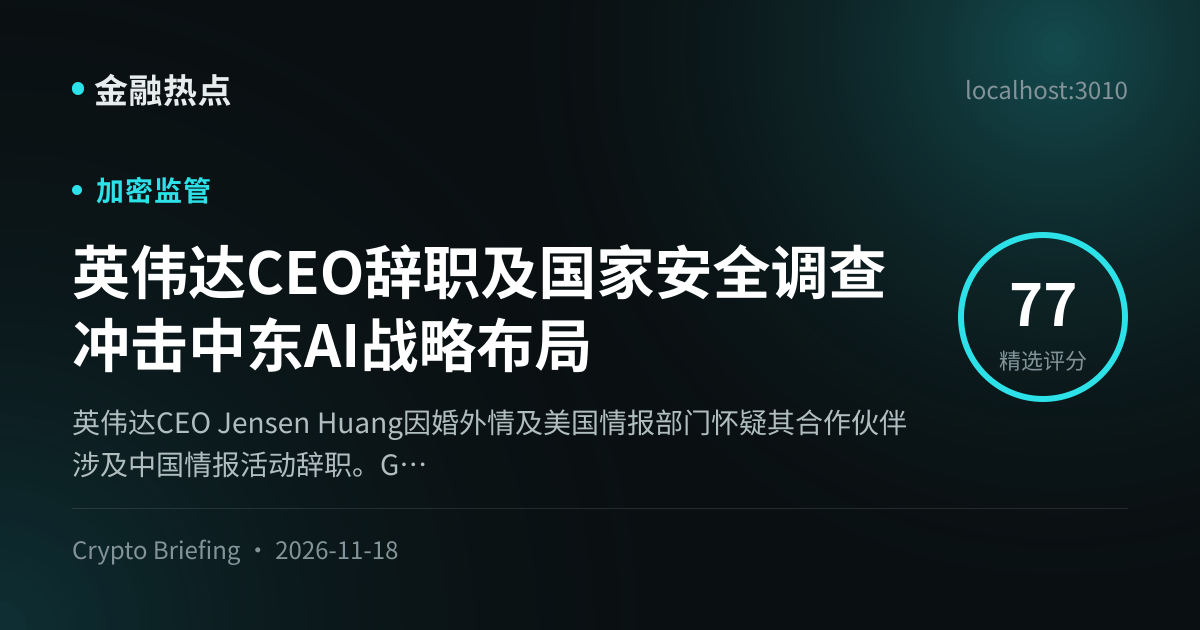 金融热点
localhost:3010
加密监管
英伟达CEO辞职及国家安全调查
冲击中东AI战略布局
77
精选评分
英伟达CEO Jensen Huang因婚外情及美国情报部门怀疑其合作伙伴
涉及中国情报活动辞职。G…
Crypto Briefing · 2026-11-18